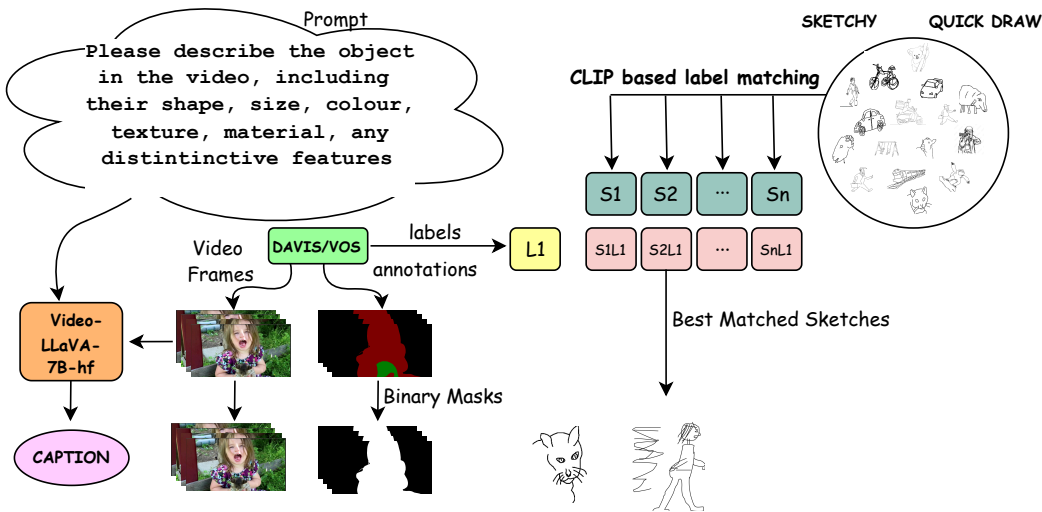 Prompt
Please describe the object
in the video, including
their shape, size, colour,
texture, material, any
distintinctive features
SKETCHY
QUICK DRAW
CLIP based label matching
S1
S2
...
Sn
DAVIS/VOS
labels
annotations
L1
S1L1
S2L1
...
SnL1
Video
Frames
Video-
LLaVA-
7B-hf
Best Matched Sketches
Binary Masks
CAPTION